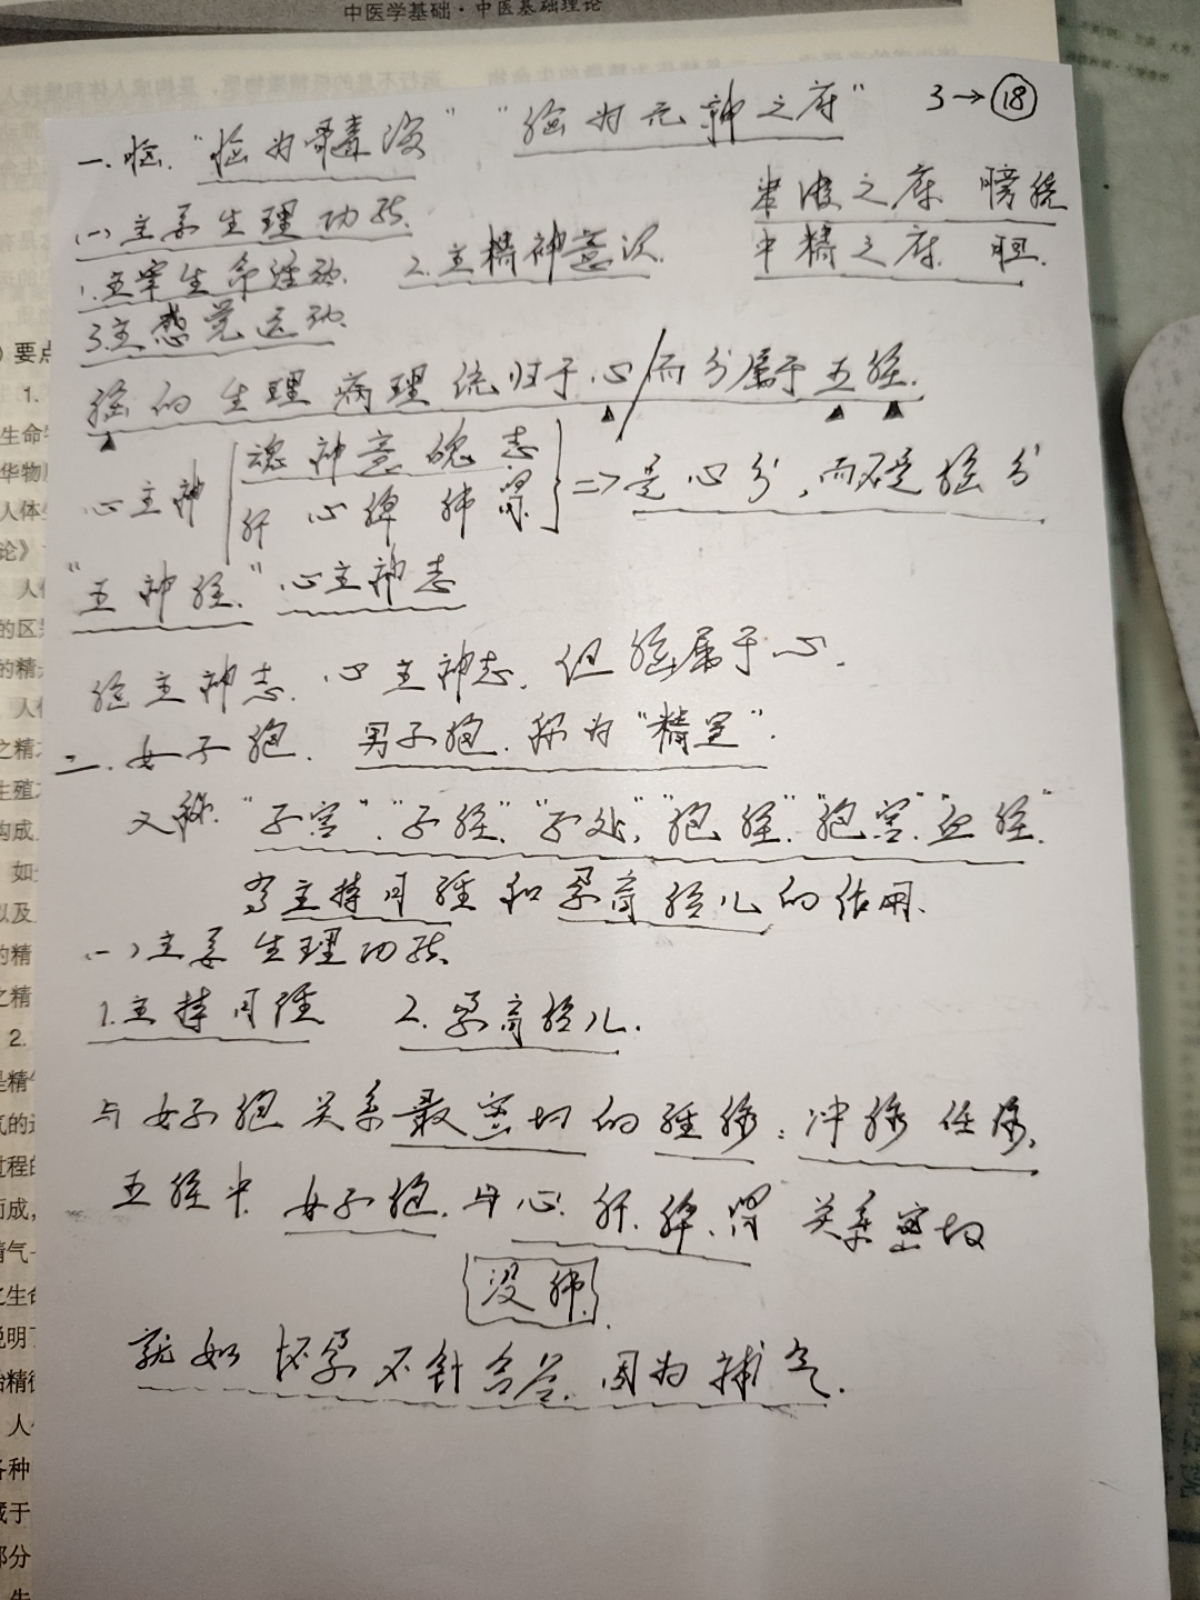 中医学基础·中医基础理论
3→⑱
一.脑."脑为髓海" "脑为元神之府"
津液之府 膀胱
中精之府 胆.
(一)主要生理功能.
1.主宰生命活动. 2.主精神意识.
3.主感觉运动.
脑的生理病理统归于心/而分属于五脏.
心主神 魂神意魄志 肝心脾肺肾 => 是心分,而不是脑分
"五神脏." 心主神志
脑主神志.心主神志.但脑属于心.
二.女子胞. 男子胞.称为"精室".
又称."子宫"."子脏"."子处"."胞脏"."胞宫"."血脏".
有主持月经和孕育胎儿的作用.
(一)主要生理功能.
1.主持月经 2.孕育胎儿.
与女子胞关系最密切的经脉:冲脉任脉,
五脏中.女子胞.与心.肝.脾.肾关系密切
没肺.
就如怀孕不针合谷.因为补气.
) 要点
1.
生命
华物
人体
论》
人
的区
的精
人
之精
生殖
构成
如
以及
的精
之精
2.
是精
气的
过程的
而成,
精气
之生命
说明
始精
人
各种
藏于
部分